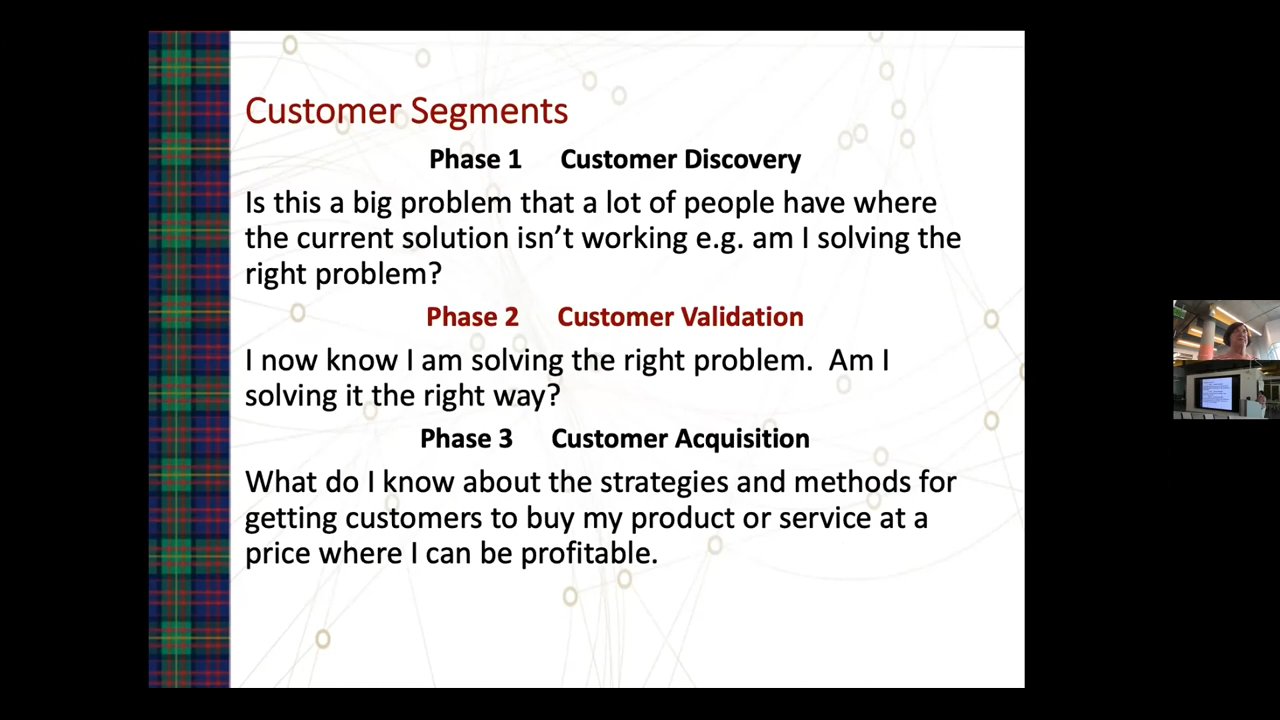 Customer Segments
Phase 1 Customer Discovery
Is this a big problem that a lot of people have where
the current solution isn’t working e.g. am I solving the
right problem?
Phase 2 Customer Validation
I now know I am solving the right problem. Am I
solving it the right way?
Phase 3 Customer Acquisition
What do I know about the strategies and methods for
getting customers to buy my product or service at a
price where I can be profitable.